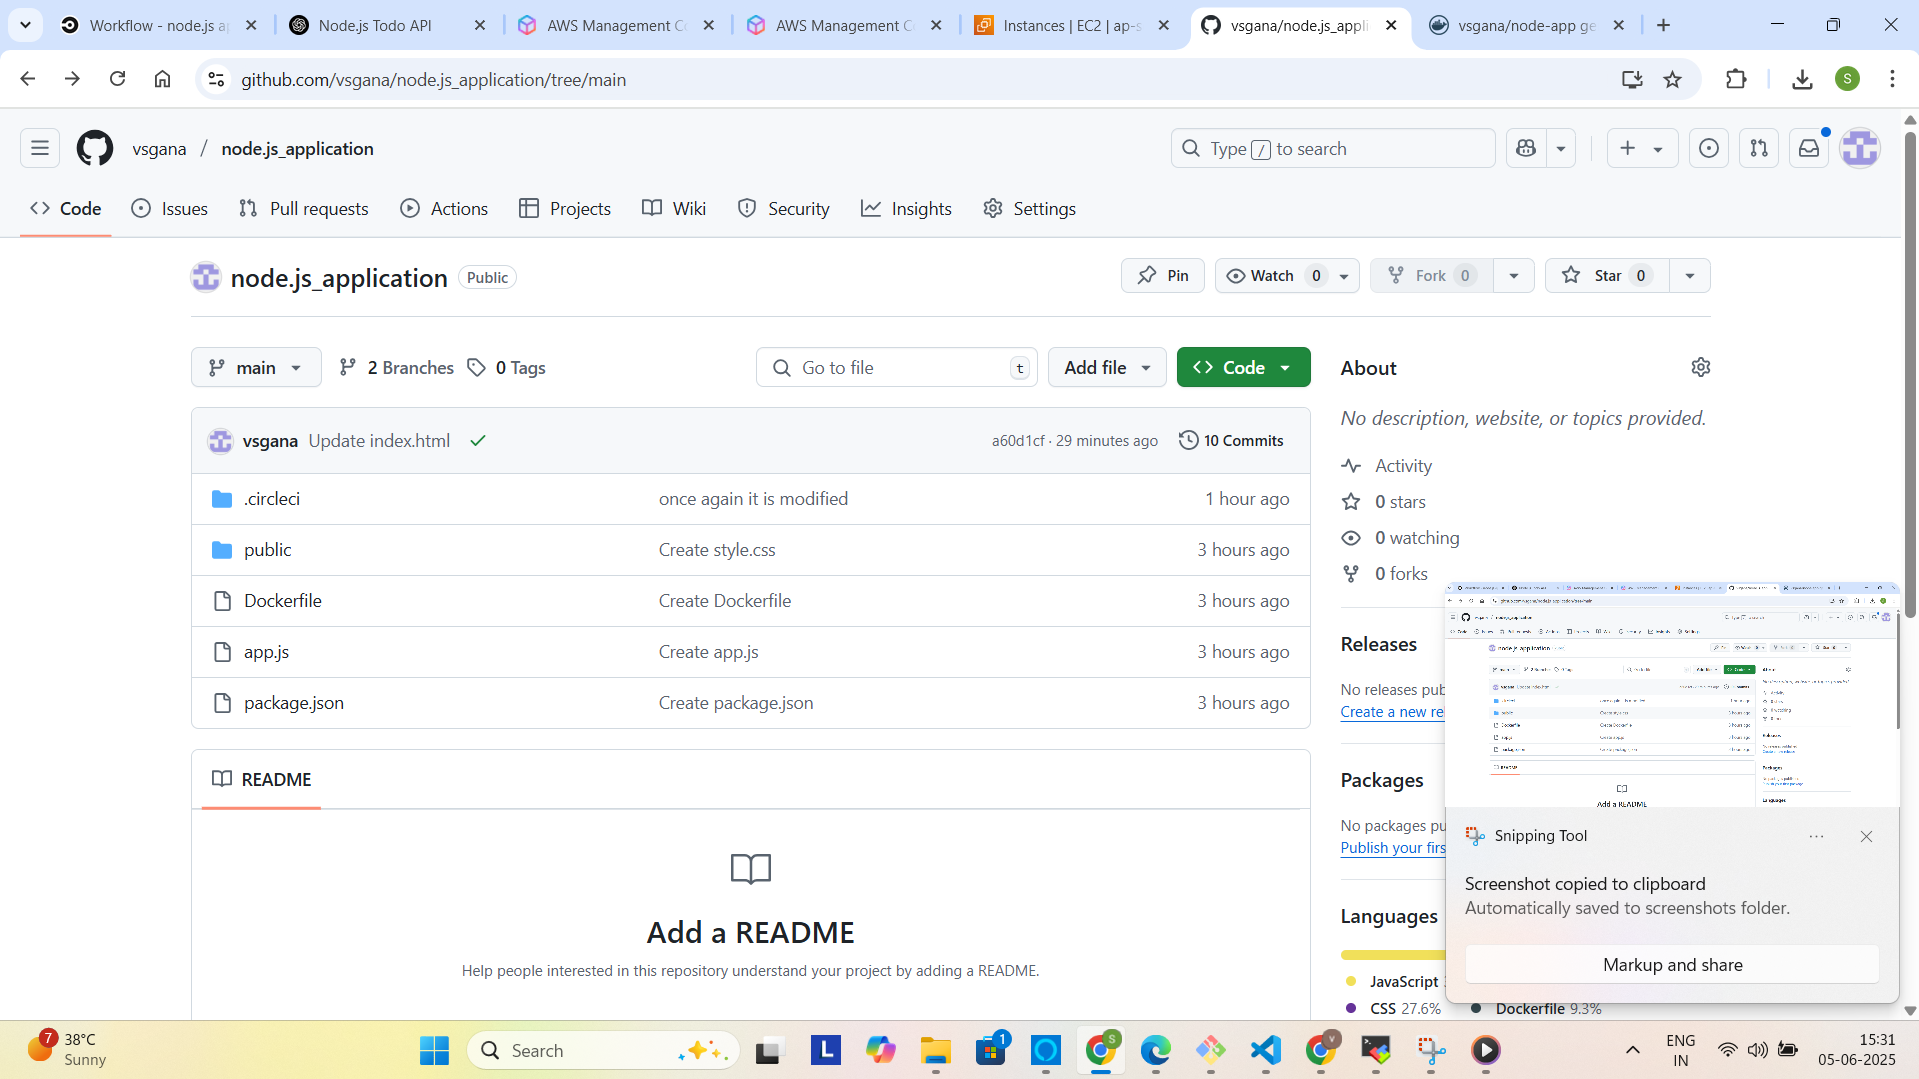 Workflow - node.js ap
Node.js Todo API
AWS Management Co
AWS Management Co
Instances | EC2 | ap-s
vsgana/node.js_appli
vsgana/node-app ge
github.com/vsgana/node.js_application/tree/main
S
vsgana / node.js_application
Type / to search
Code
Issues
Pull requests
Actions
Projects
Wiki
Security
Insights
Settings
node.js_application
Public
Pin
Watch 0
Fork 0
Star 0
main
2 Branches
0 Tags
Go to file
t
Add file
Code
vsgana Update index.html
a60d1cf · 29 minutes ago
10 Commits
.circleci once again it is modified 1 hour ago
public Create style.css 3 hours ago
Dockerfile Create Dockerfile 3 hours ago
app.js Create app.js 3 hours ago
package.json Create package.json 3 hours ago
README
Add a README
Help people interested in this repository understand your project by adding a README.
About
No description, website, or topics provided.
Activity
0 stars
0 watching
0 forks
Releases
No releases pub
Create a new re
Packages
No packages pu
Publish your firs
Languages
JavaScript
CSS 27.6%
Dockerfile 9.3%
Snipping Tool
Screenshot copied to clipboard
Automatically saved to screenshots folder.
Markup and share
7
38°C
Sunny
Search
L
1
S
V
ENG
IN
15:31
05-06-2025